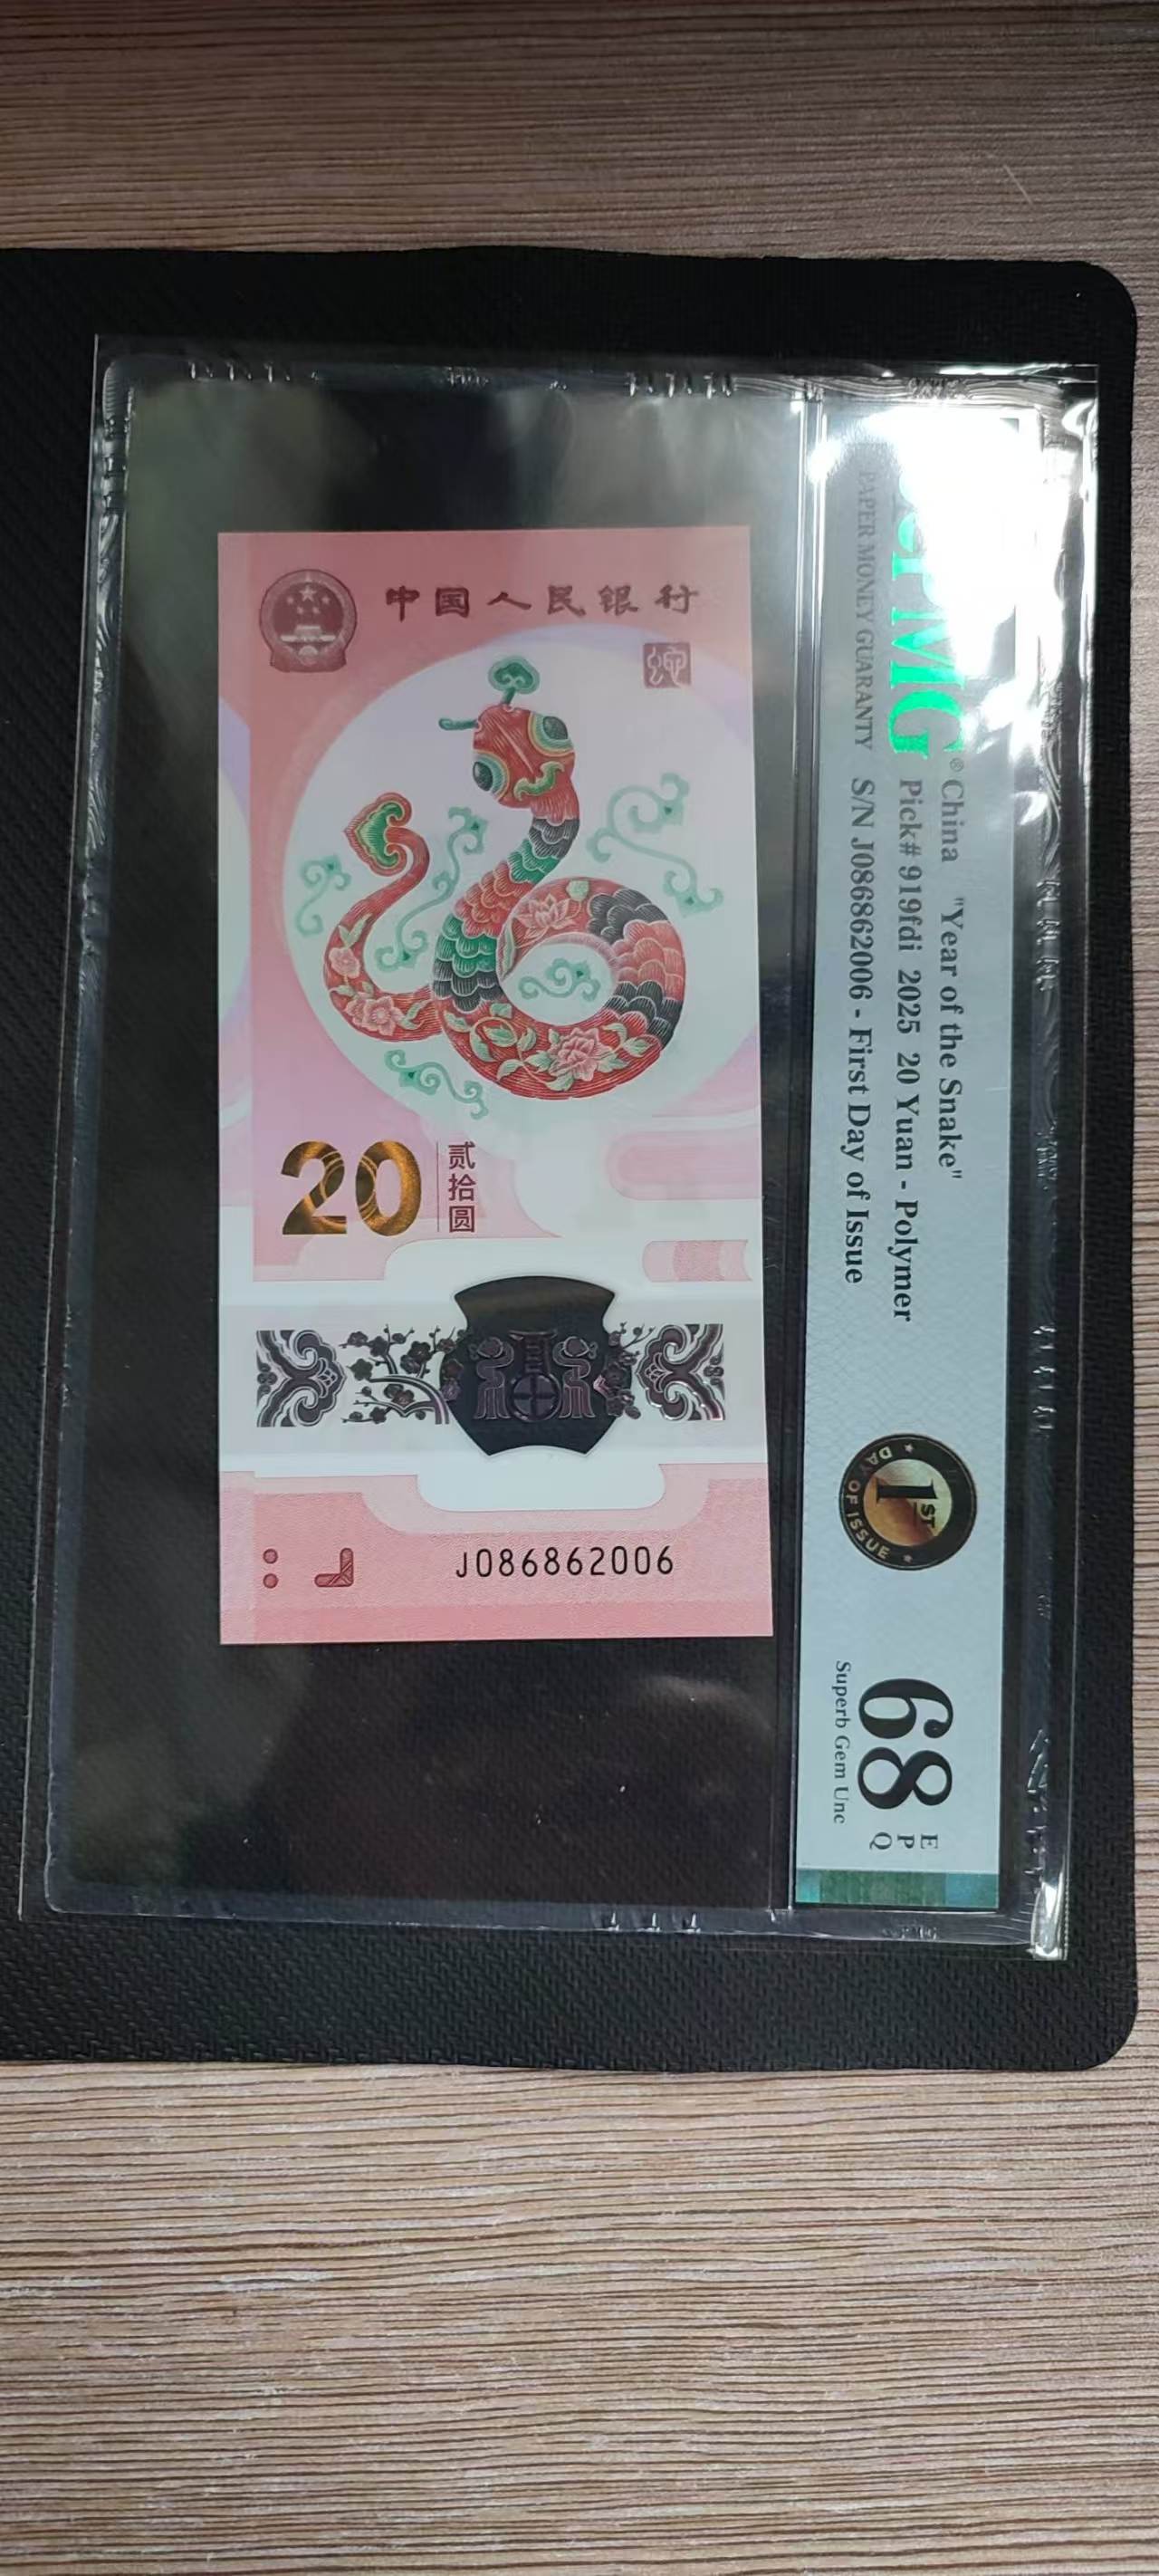 中国人民银行
蛇
20
贰拾圆
J086862006
PMG
®
PAPER MONEY GUARANTY
China "Year of the Snake"
Pick# 919fdi 2025 20 Yuan - Polymer
S/N J086862006 - First Day of Issue
1ST
DAY OF ISSUE
68
EPQ
Superb Gem Unc